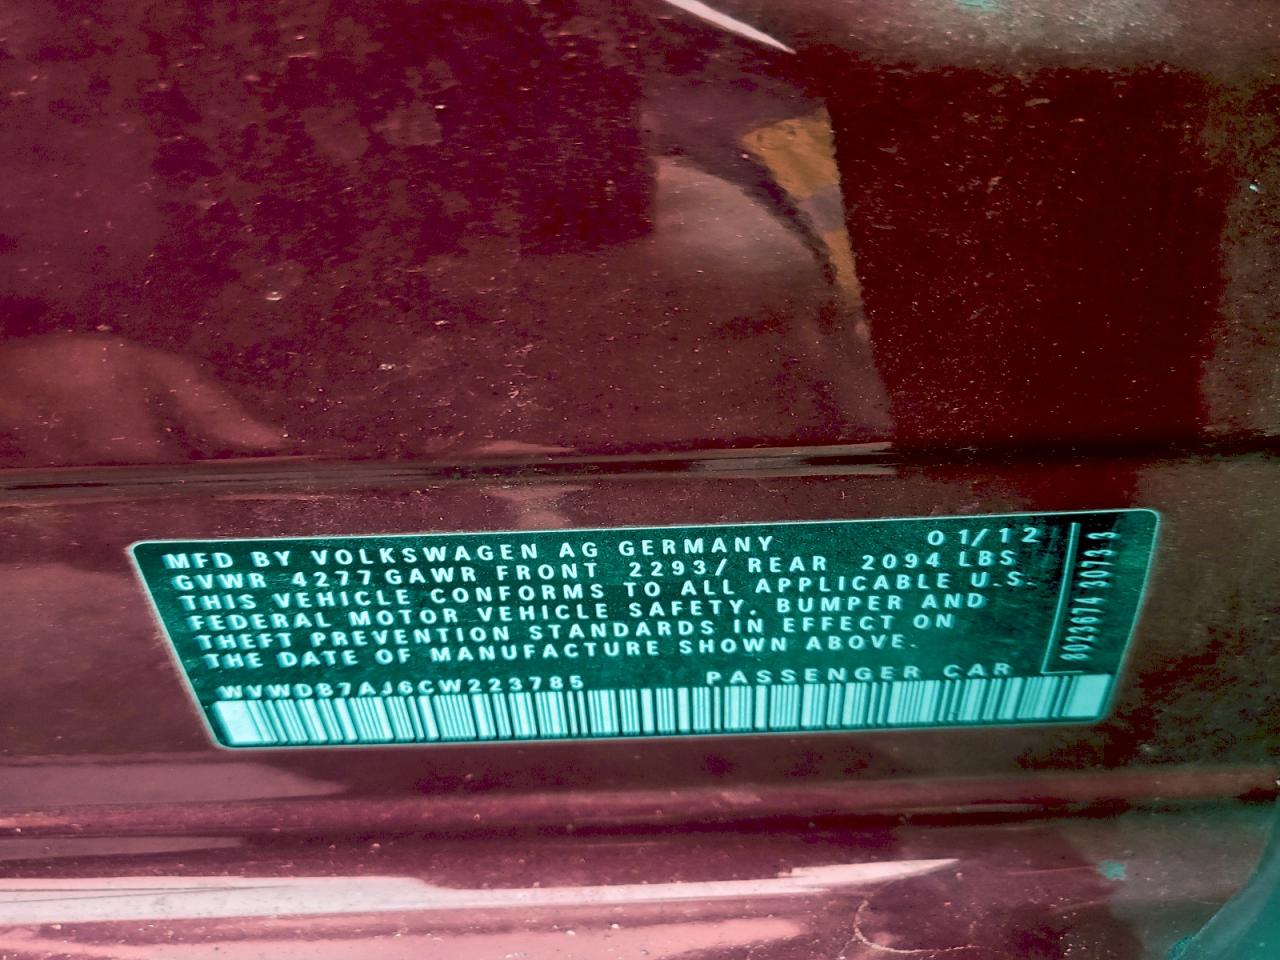 MFD BY VOLKSWAGEN AG GERMANY 01/12
GVWR 4277 GAWR FRONT 2293/ REAR 2094 LBS
THIS VEHICLE CONFORMS TO ALL APPLICABLE U.S.
FEDERAL MOTOR VEHICLE SAFETY, BUMPER AND
THEFT PREVENTION STANDARDS IN EFFECT ON
THE DATE OF MANUFACTURE SHOWN ABOVE.
WVWDB7AJ6CW223785 PASSENGER CAR